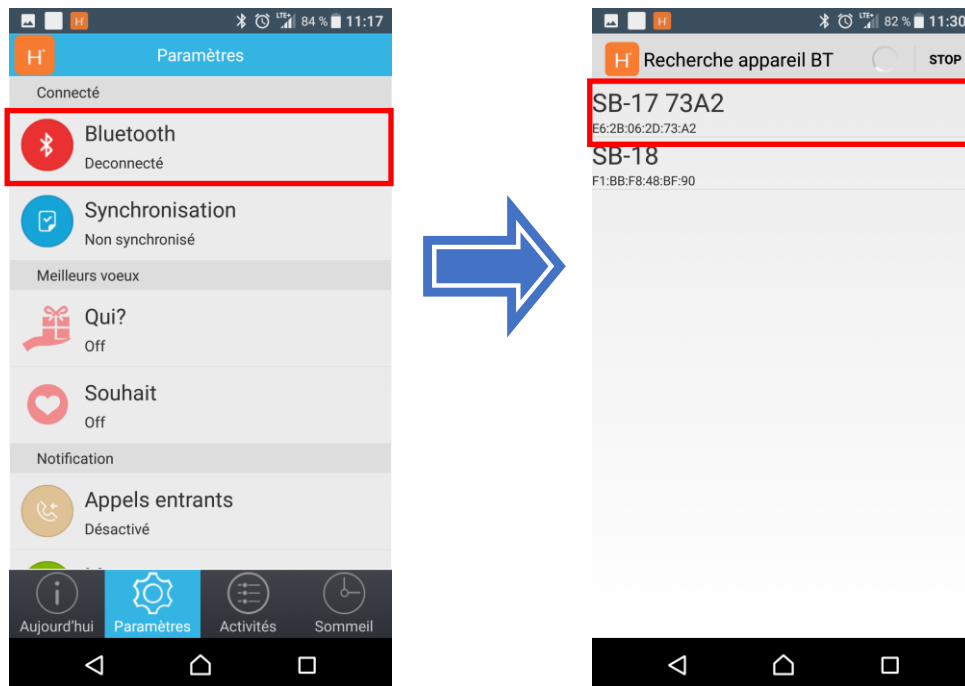 H 84 % 11:17
H Paramètres
Connecté
Bluetooth
Deconnecté
Synchronisation
Non synchronisé
Meilleurs voeux
Qui?
Off
Souhait
Off
Notification
Appels entrants
Désactivé
Aujourd'hui Paramètres Activités Sommeil
H LTE 82 % 11:30
H Recherche appareil BT STOP
SB-17 73A2
E6:2B:06:2D:73:A2
SB-18
F1:BB:F8:48:BF:90